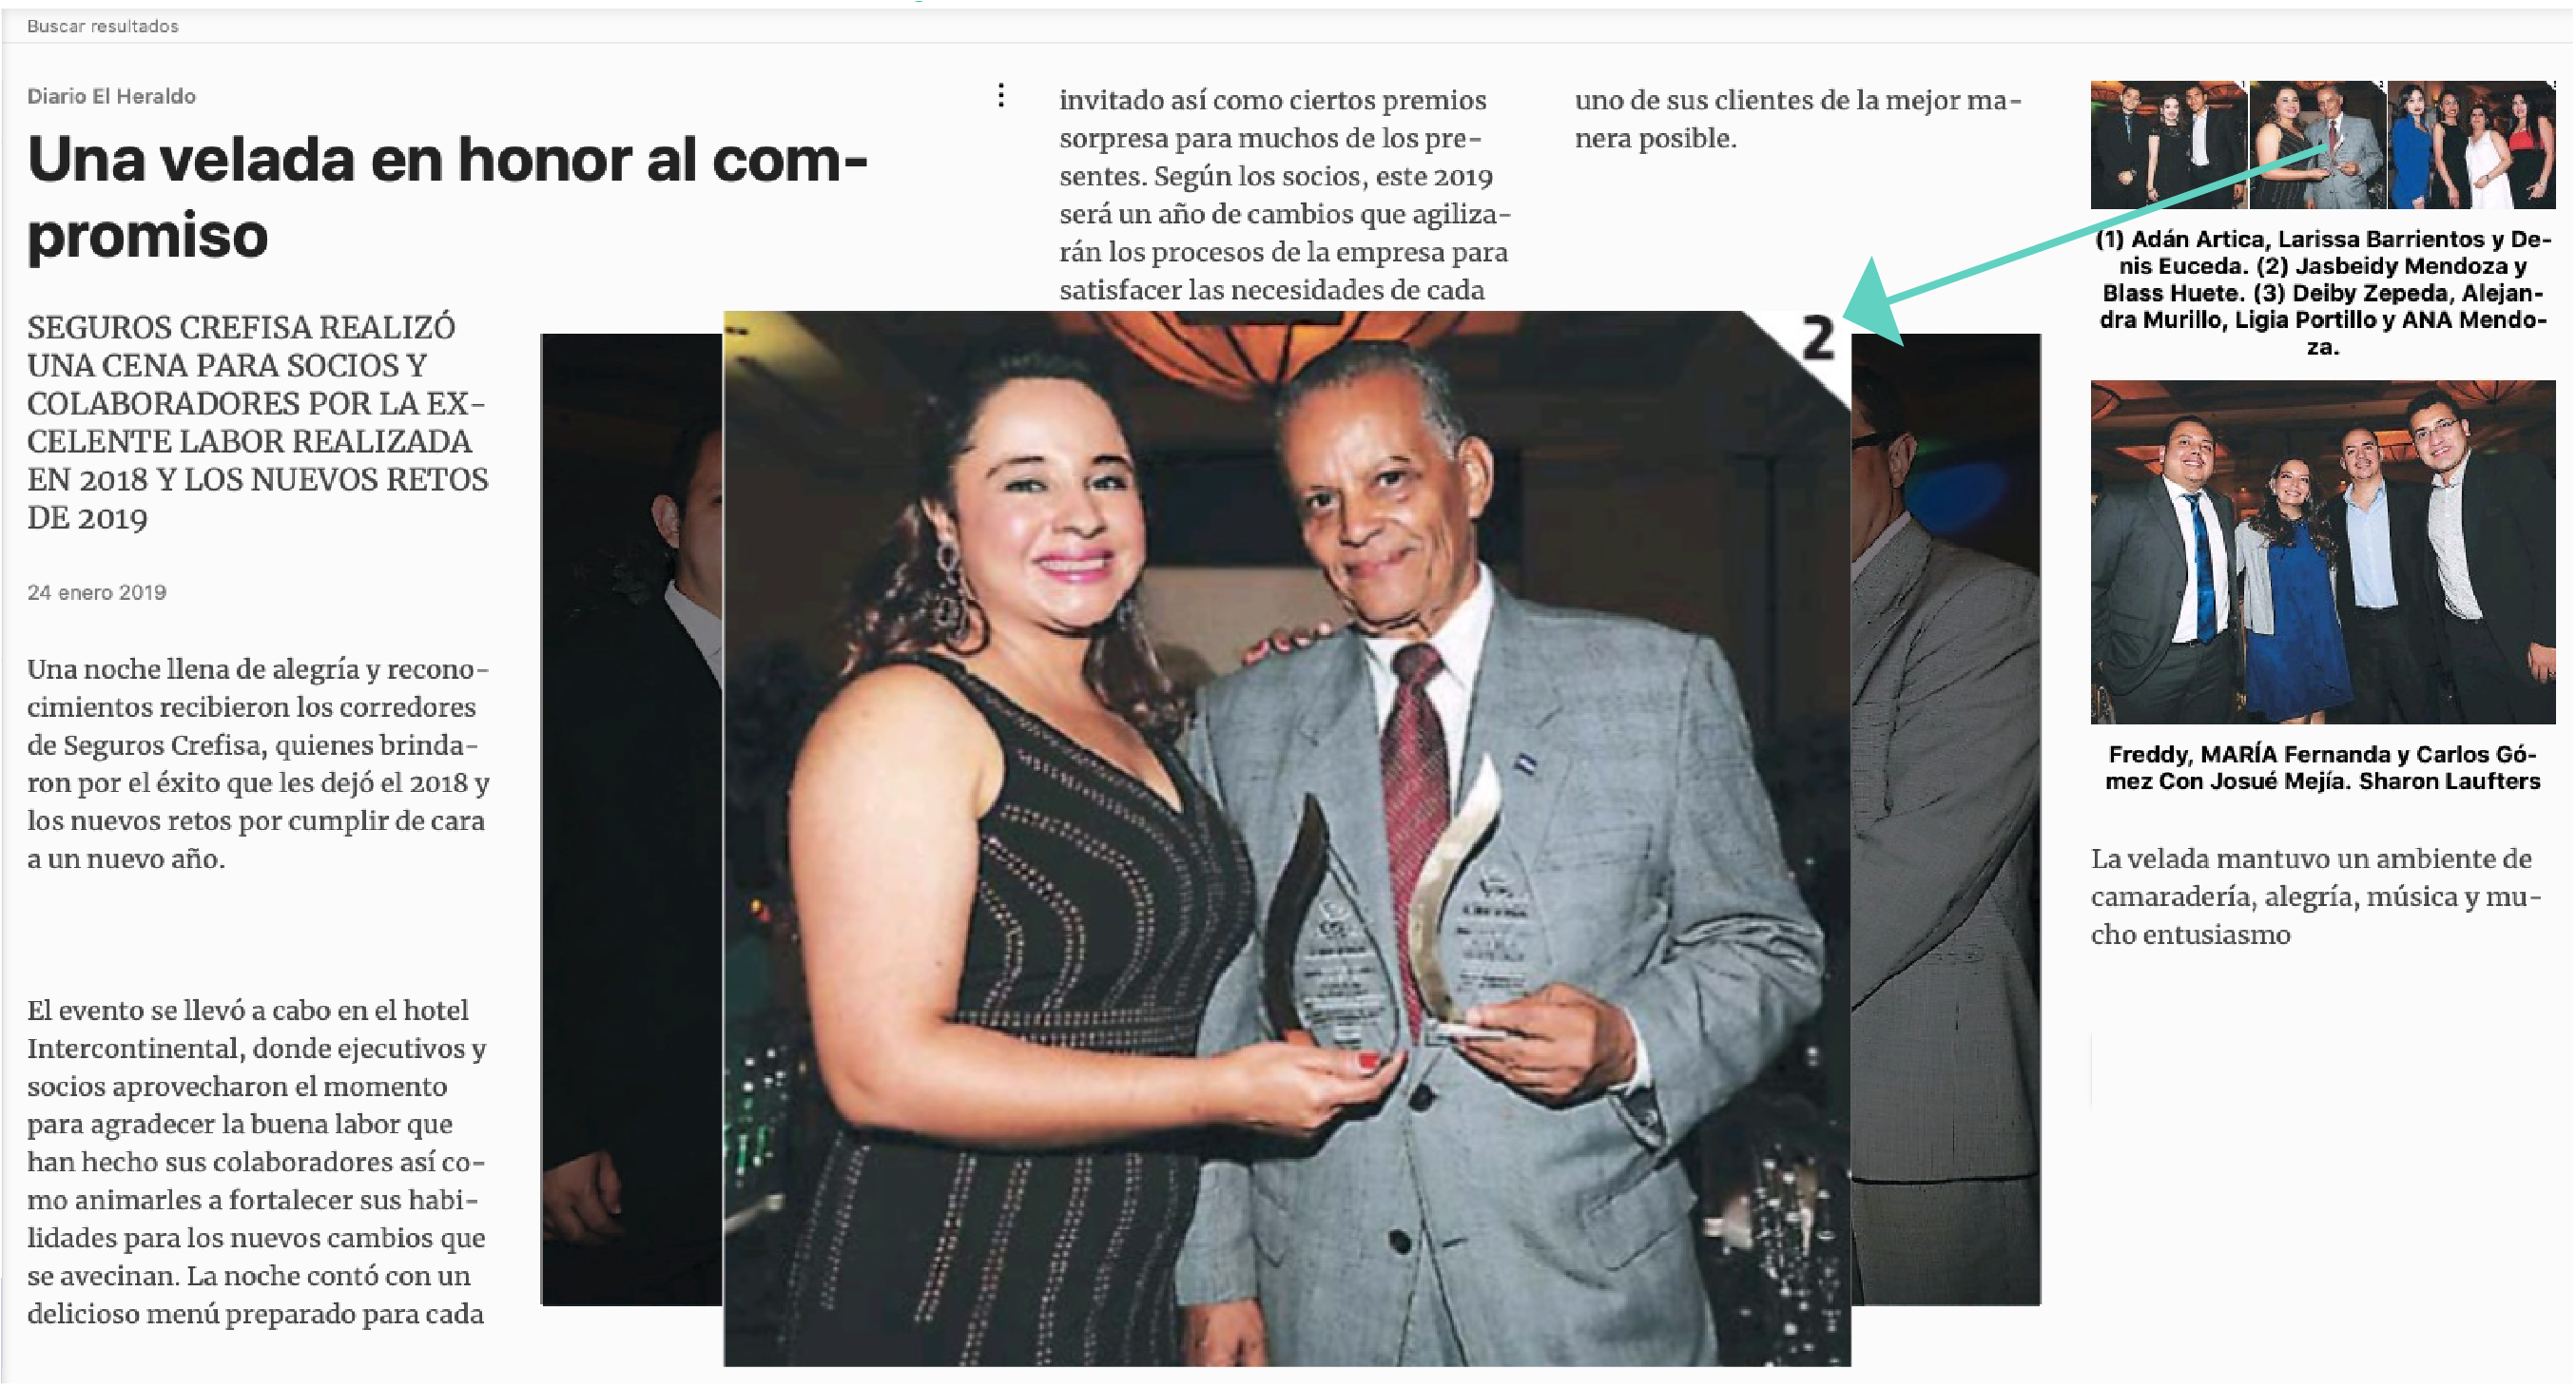 Buscar resultados
Diario El Heraldo
Una velada en honor al com-
promiso
SEGUROS CREFISA REALIZÓ
UNA CENA PARA SOCIOS Y
COLABORADORES POR LA EX-
CELENTE LABOR REALIZADA
EN 2018 Y LOS NUEVOS RETOS
DE 2019
24 enero 2019
Una noche llena de alegría y recono-
cimientos recibieron los corredores
de Seguros Crefisa, quienes brinda-
ron por el éxito que les dejó el 2018 y
los nuevos retos por cumplir de cara
a un nuevo año.
El evento se llevó a cabo en el hotel
Intercontinental, donde ejecutivos y
socios aprovecharon el momento
para agradecer la buena labor que
han hecho sus colaboradores así co-
mo animarles a fortalecer sus habi-
lidades para los nuevos cambios que
se avecinan. La noche contó con un
delicioso menú preparado para cada
invitado así como ciertos premios
sorpresa para muchos de los pre-
sentes. Según los socios, este 2019
será un año de cambios que agiliza-
rán los procesos de la empresa para
satisfacer las necesidades de cada
uno de sus clientes de la mejor ma-
nera posible.
2
(1) Adán Artica, Larissa Barrientos y De-
nis Euceda. (2) Jasbeidy Mendoza y
Blass Huete. (3) Deiby Zepeda, Alejan-
dra Murillo, Ligia Portillo y ANA Mendo-
za.
Freddy, MARÍA Fernanda y Carlos Gó-
mez Con Josué Mejía. Sharon Laufters
La velada mantuvo un ambiente de
camaradería, alegría, música y mu-
cho entusiasmo